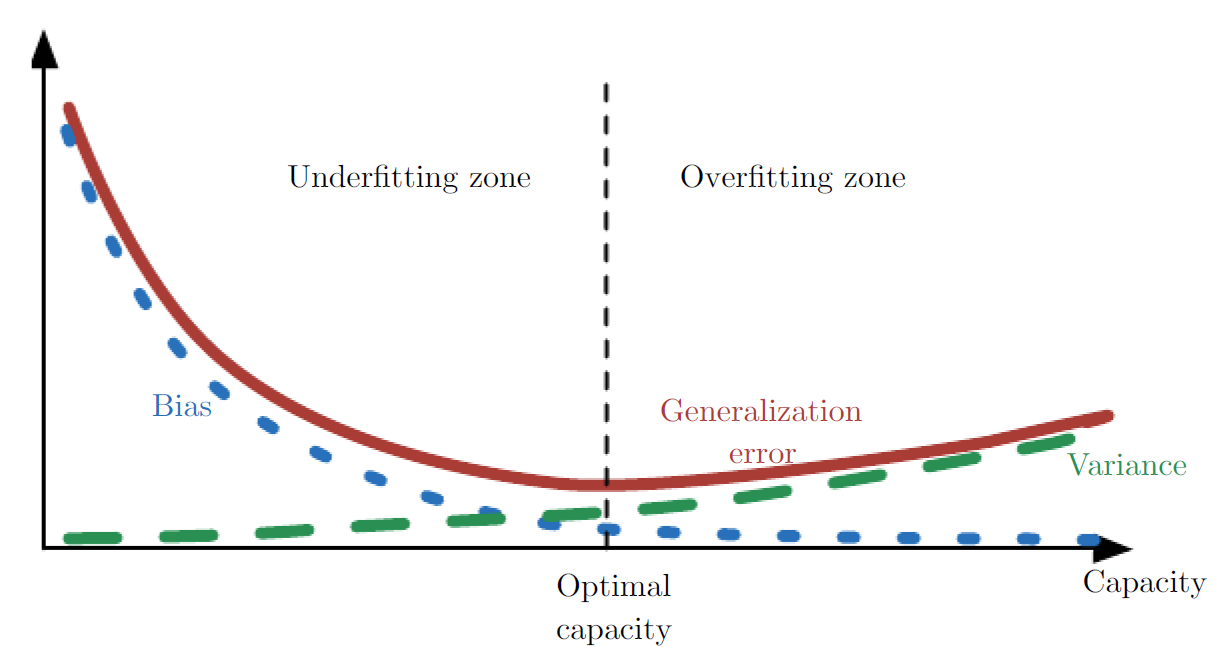 Underfitting zone
Overfitting zone
Bias
Generalization
error
Variance
Optimal
capacity
Capacity